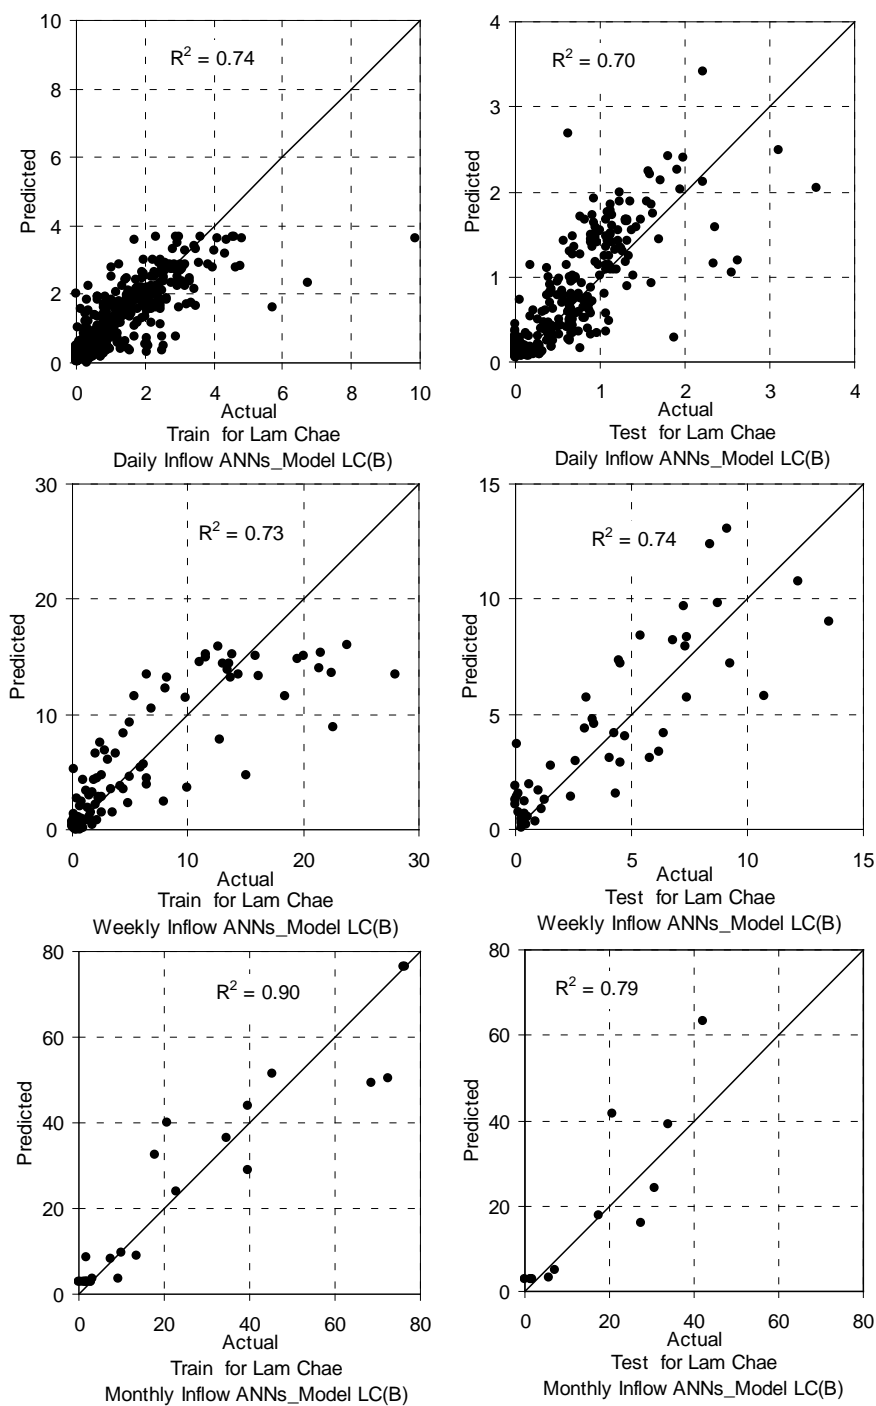 10
8
6
4
2
0
Predicted
R² = 0.74
0 2 4 6 8 10
Actual
Train for Lam Chae
Daily Inflow ANNs_Model LC(B)
4
3
2
1
0
Predicted
R² = 0.70
0 1 2 3 4
Actual
Test for Lam Chae
Daily Inflow ANNs_Model LC(B)
30
20
10
0
Predicted
R² = 0.73
0 10 20 30
Actual
Train for Lam Chae
Weekly Inflow ANNs_Model LC(B)
15
10
5
0
Predicted
R² = 0.74
0 5 10 15
Actual
Test for Lam Chae
Weekly Inflow ANNs_Model LC(B)
80
60
40
20
0
Predicted
R² = 0.90
0 20 40 60 80
Actual
Train for Lam Chae
Monthly Inflow ANNs_Model LC(B)
80
60
40
20
0
Predicted
R² = 0.79
0 20 40 60 80
Actual
Test for Lam Chae
Monthly Inflow ANNs_Model LC(B)